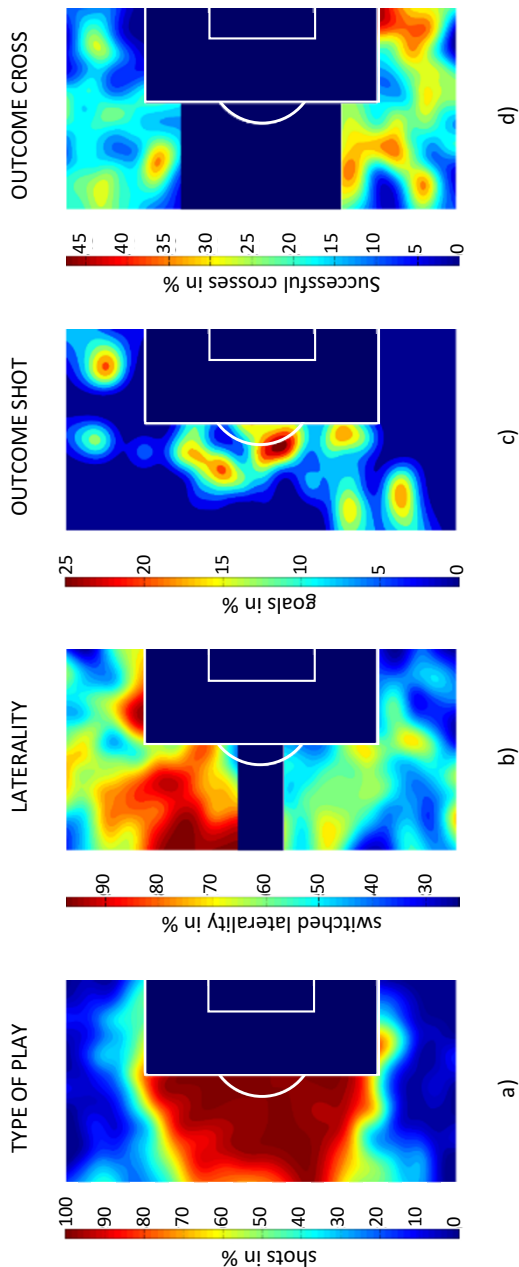 TYPE OF PLAY
shots in %
100
90
80
70
60
50
40
30
20
10
0
a)
LATERALITY
switched laterality in %
90
80
70
60
50
40
30
b)
OUTCOME SHOT
goals in %
25
20
15
10
5
0
c)
OUTCOME CROSS
Successful crosses in %
45
40
35
30
25
20
15
10
5
0
d)